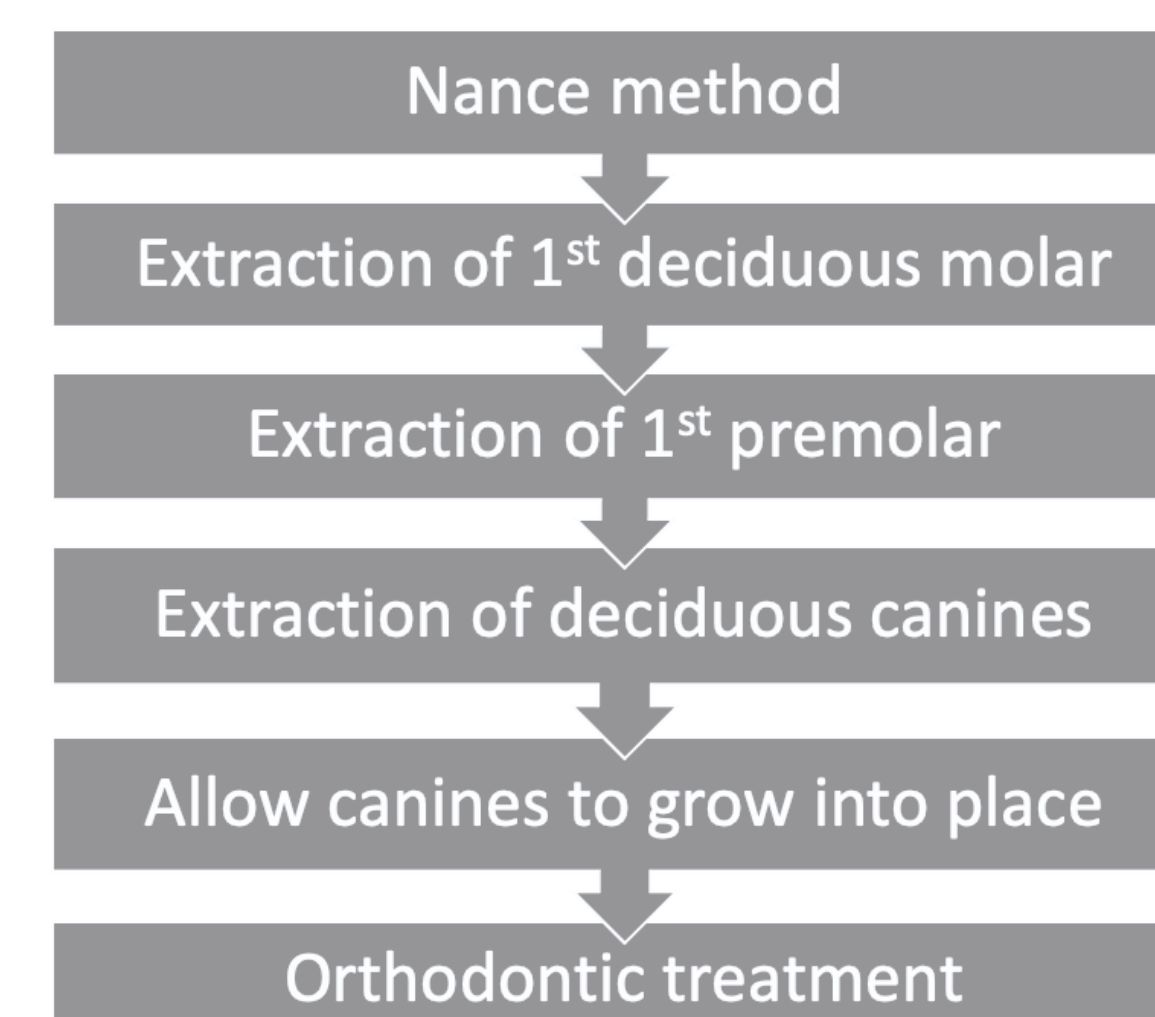 Nance method
Extraction of 1st deciduous molar
Extraction of 1st premolar
Extraction of deciduous canines
Allow canines to grow into place
Orthodontic treatment